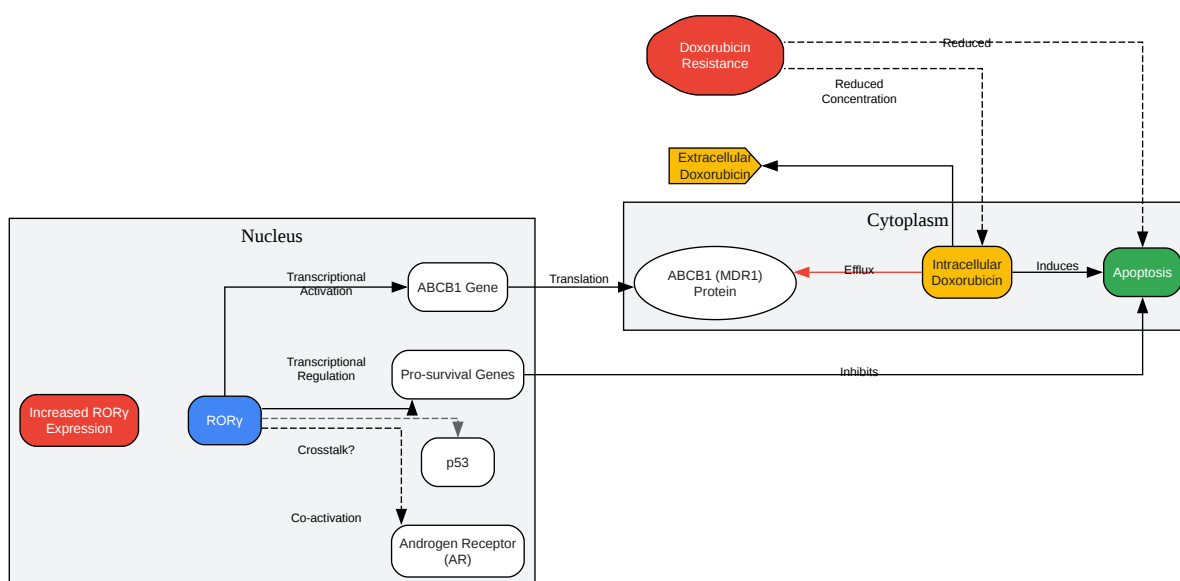 Doxorubicin
Resistance
Reduced
Reduced
Concentration
Extracellular
Doxorubicin
Cytoplasm
Nucleus
Transcriptional
Activation
ABCB1 Gene
Translation
ABCB1 (MDR1)
Protein
Efflux
Intracellular
Doxorubicin
Induces
Apoptosis
Transcriptional
Regulation
Pro-survival Genes
Inhibits
Increased RORγ
Expression
RORγ
Crosstalk?
p53
Co-activation
Androgen Receptor
(AR)